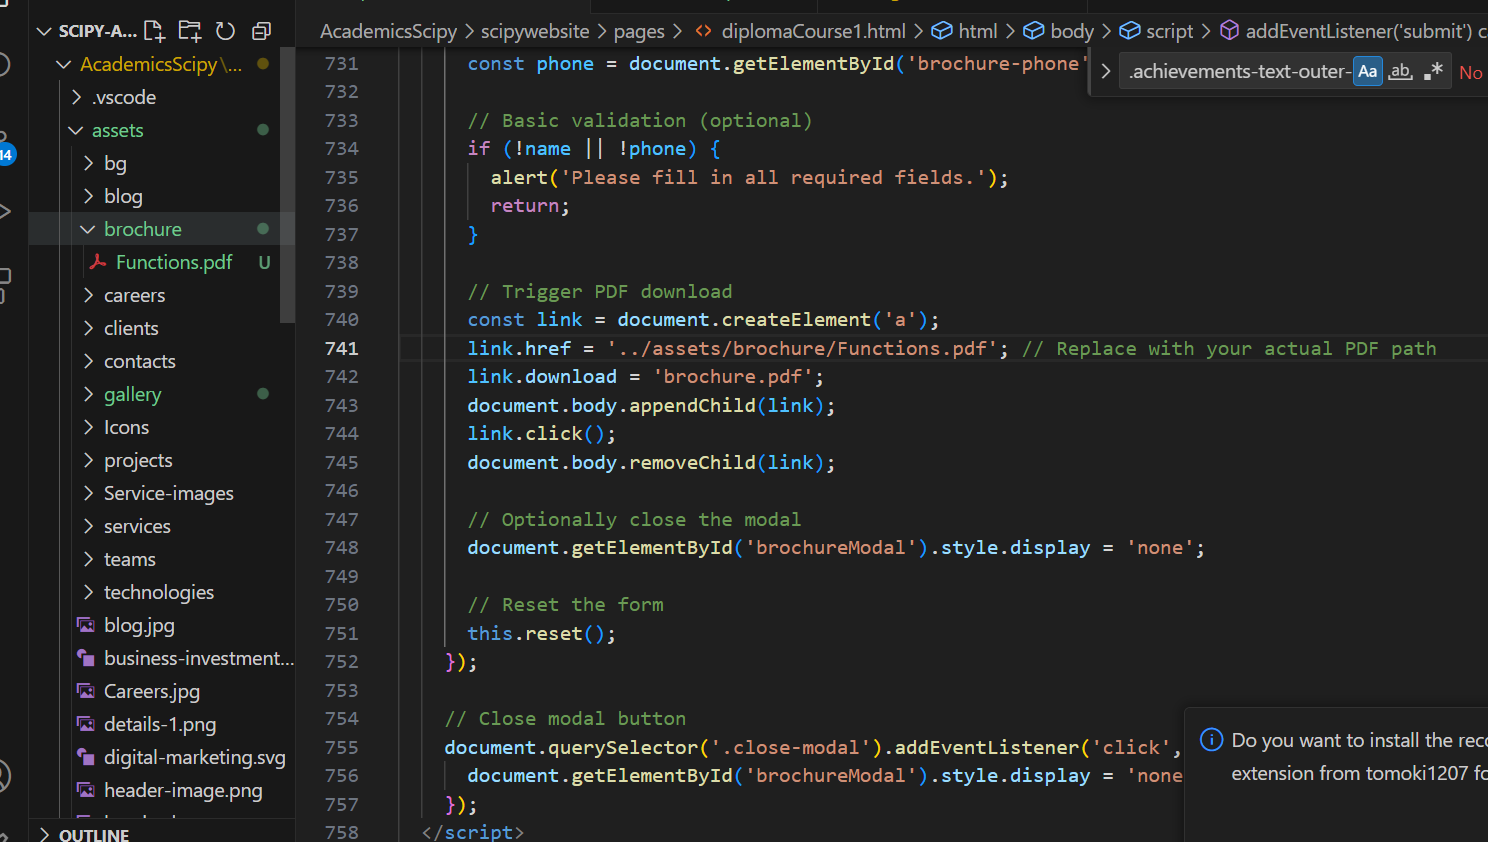 SCIPY-A...
AcademicsScipy\...
.vscode
assets
bg
blog
brochure
Functions.pdf U
careers
clients
contacts
gallery
Icons
projects
Service-images
services
teams
technologies
blog.jpg
business-investment...
Careers.jpg
details-1.png
digital-marketing.svg
header-image.png
OUTLINE
14
AcademicsScipy > scipywebsite > pages > diplomaCourse1.html > html > body > script > addEventListener('submit') c
.achievements-text-outer- Aa ab .* No
731 const phone = document.getElementById('brochure-phone'
732
733 // Basic validation (optional)
734 if (!name || !phone) {
735 alert('Please fill in all required fields.');
736 return;
737 }
738
739 // Trigger PDF download
740 const link = document.createElement('a');
741 link.href = '../assets/brochure/Functions.pdf'; // Replace with your actual PDF path
742 link.download = 'brochure.pdf';
743 document.body.appendChild(link);
744 link.click();
745 document.body.removeChild(link);
746
747 // Optionally close the modal
748 document.getElementById('brochureModal').style.display = 'none';
749
750 // Reset the form
751 this.reset();
752 });
753
754 // Close modal button
755 document.querySelector('.close-modal').addEventListener('click',
756 document.getElementById('brochureModal').style.display = 'none
757 });
758 </script>
Do you want to install the reco
extension from tomoki1207 fo